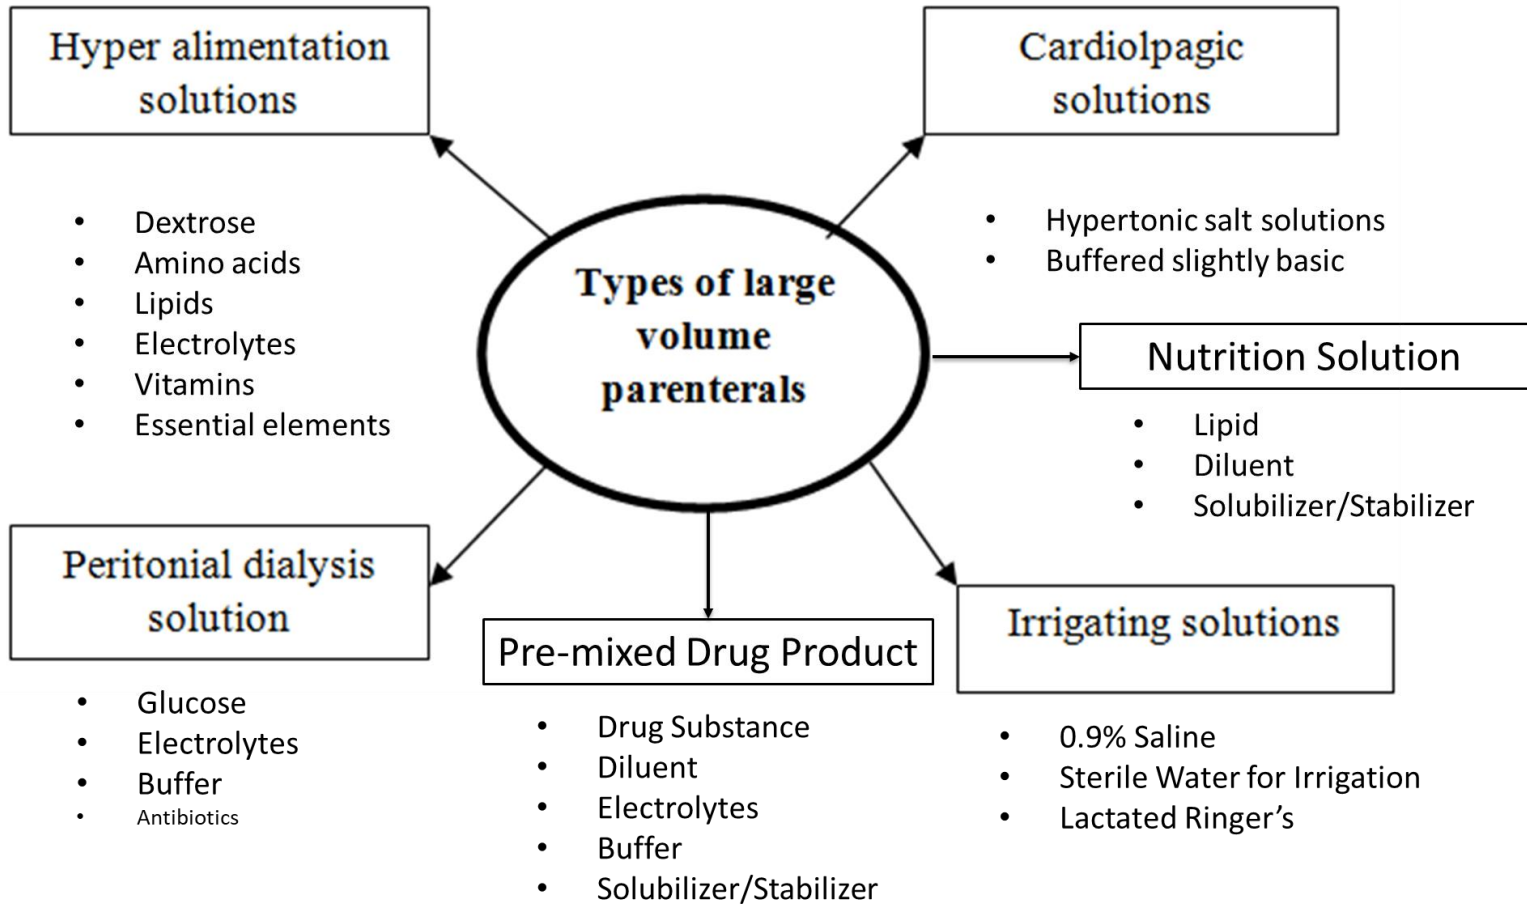 Hyper alimentation
solutions
• Dextrose
• Amino acids
• Lipids
• Electrolytes
• Vitamins
• Essential elements
Cardiolpagic
solutions
• Hypertonic salt solutions
• Buffered slightly basic
Types of large
volume
parenterals
Nutrition Solution
• Lipid
• Diluent
• Solubilizer/Stabilizer
Peritonial dialysis
solution
• Glucose
• Electrolytes
• Buffer
• Antibiotics
Pre-mixed Drug Product
• Drug Substance
• Diluent
• Electrolytes
• Buffer
• Solubilizer/Stabilizer
Irrigating solutions
• 0.9% Saline
• Sterile Water for Irrigation
• Lactated Ringer’s